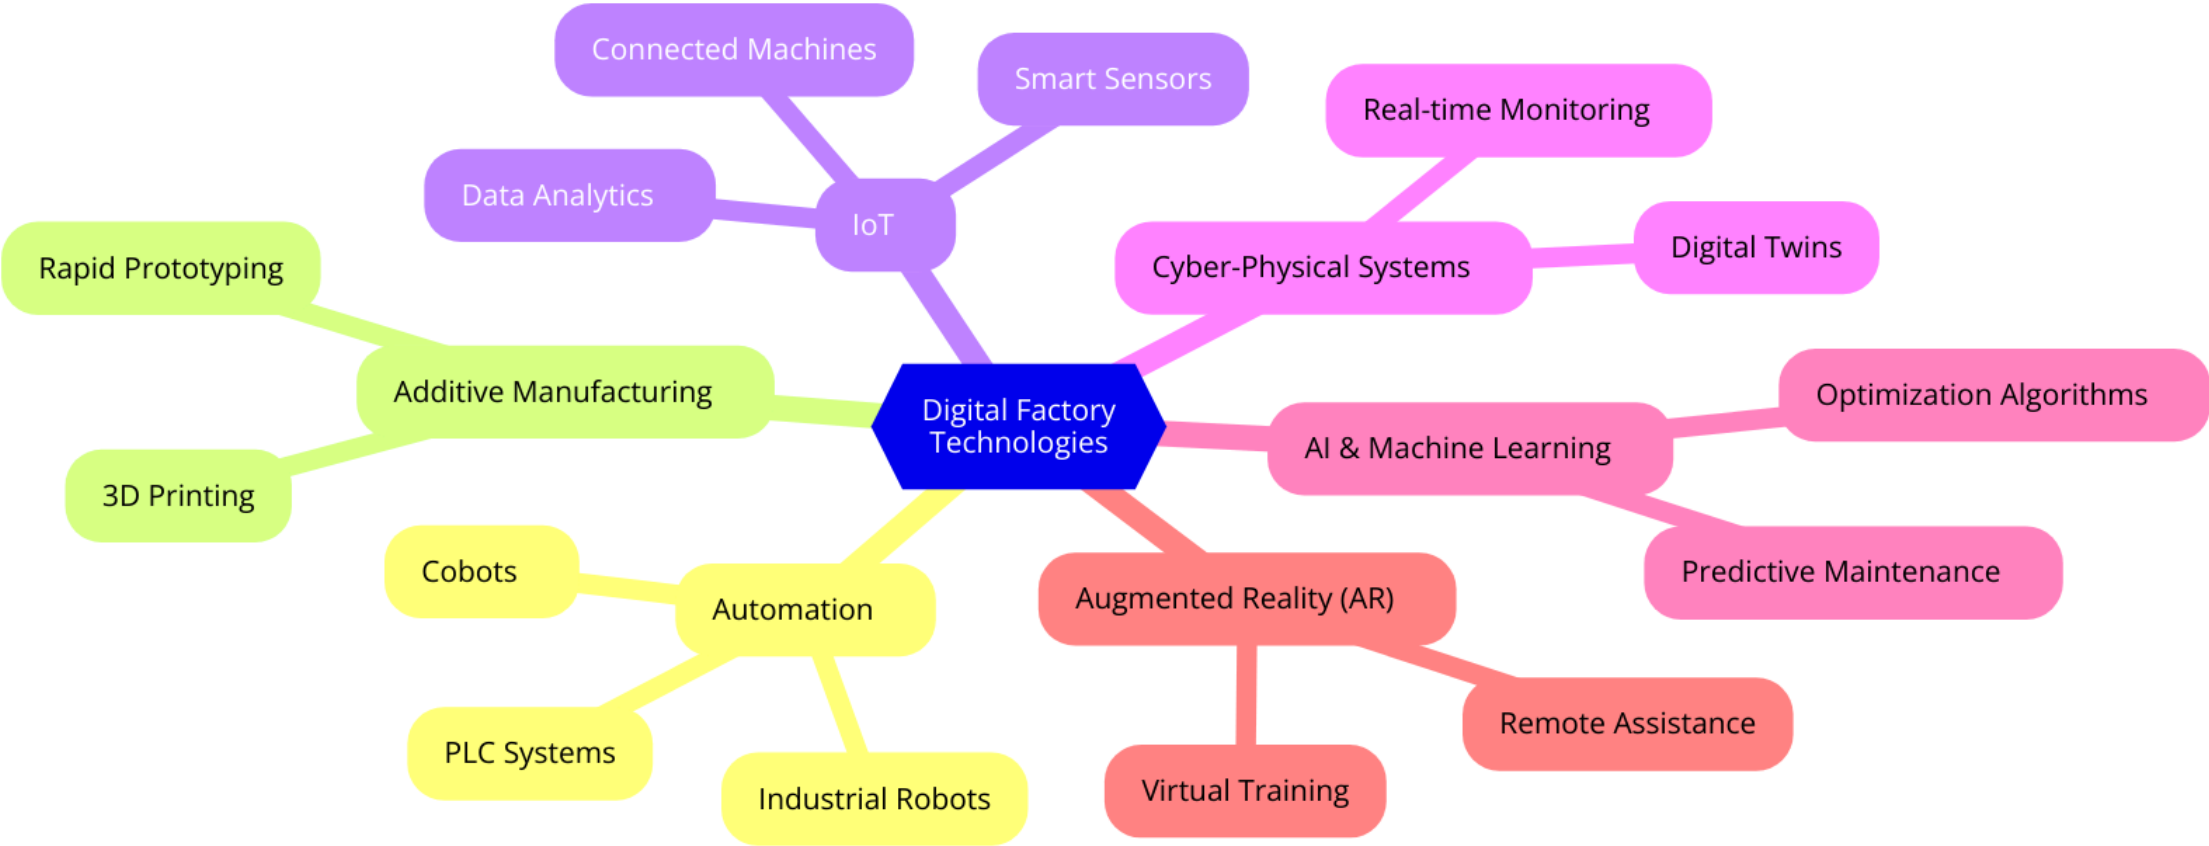 Connected Machines
Smart Sensors
Real-time Monitoring
Data Analytics
IoT
Digital Twins
Rapid Prototyping
Cyber-Physical Systems
Additive Manufacturing
Digital Factory
Technologies
Optimization Algorithms
AI & Machine Learning
3D Printing
Cobots
Predictive Maintenance
Automation
Augmented Reality (AR)
PLC Systems
Remote Assistance
Industrial Robots
Virtual Training